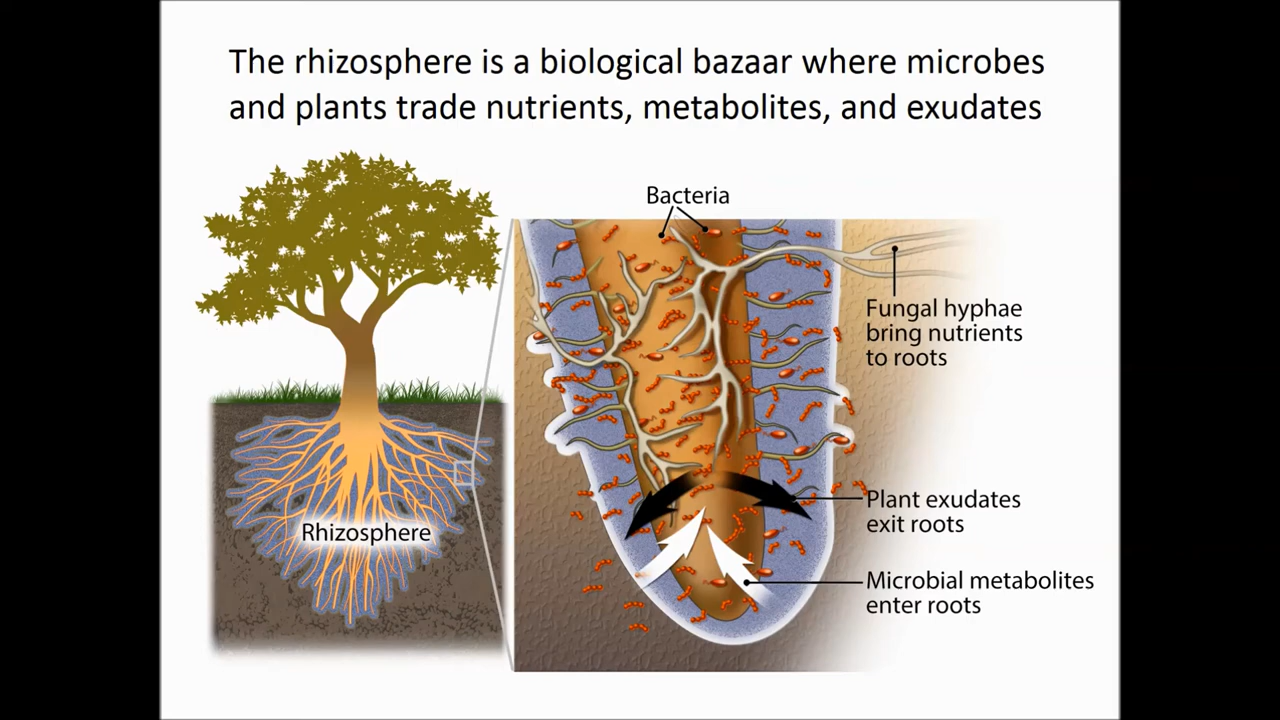 The rhizosphere is a biological bazaar where microbes
and plants trade nutrients, metabolites, and exudates
Bacteria
Fungal hyphae
bring nutrients
to roots
Rhizosphere
Plant exudates
exit roots
Microbial metabolites
enter roots